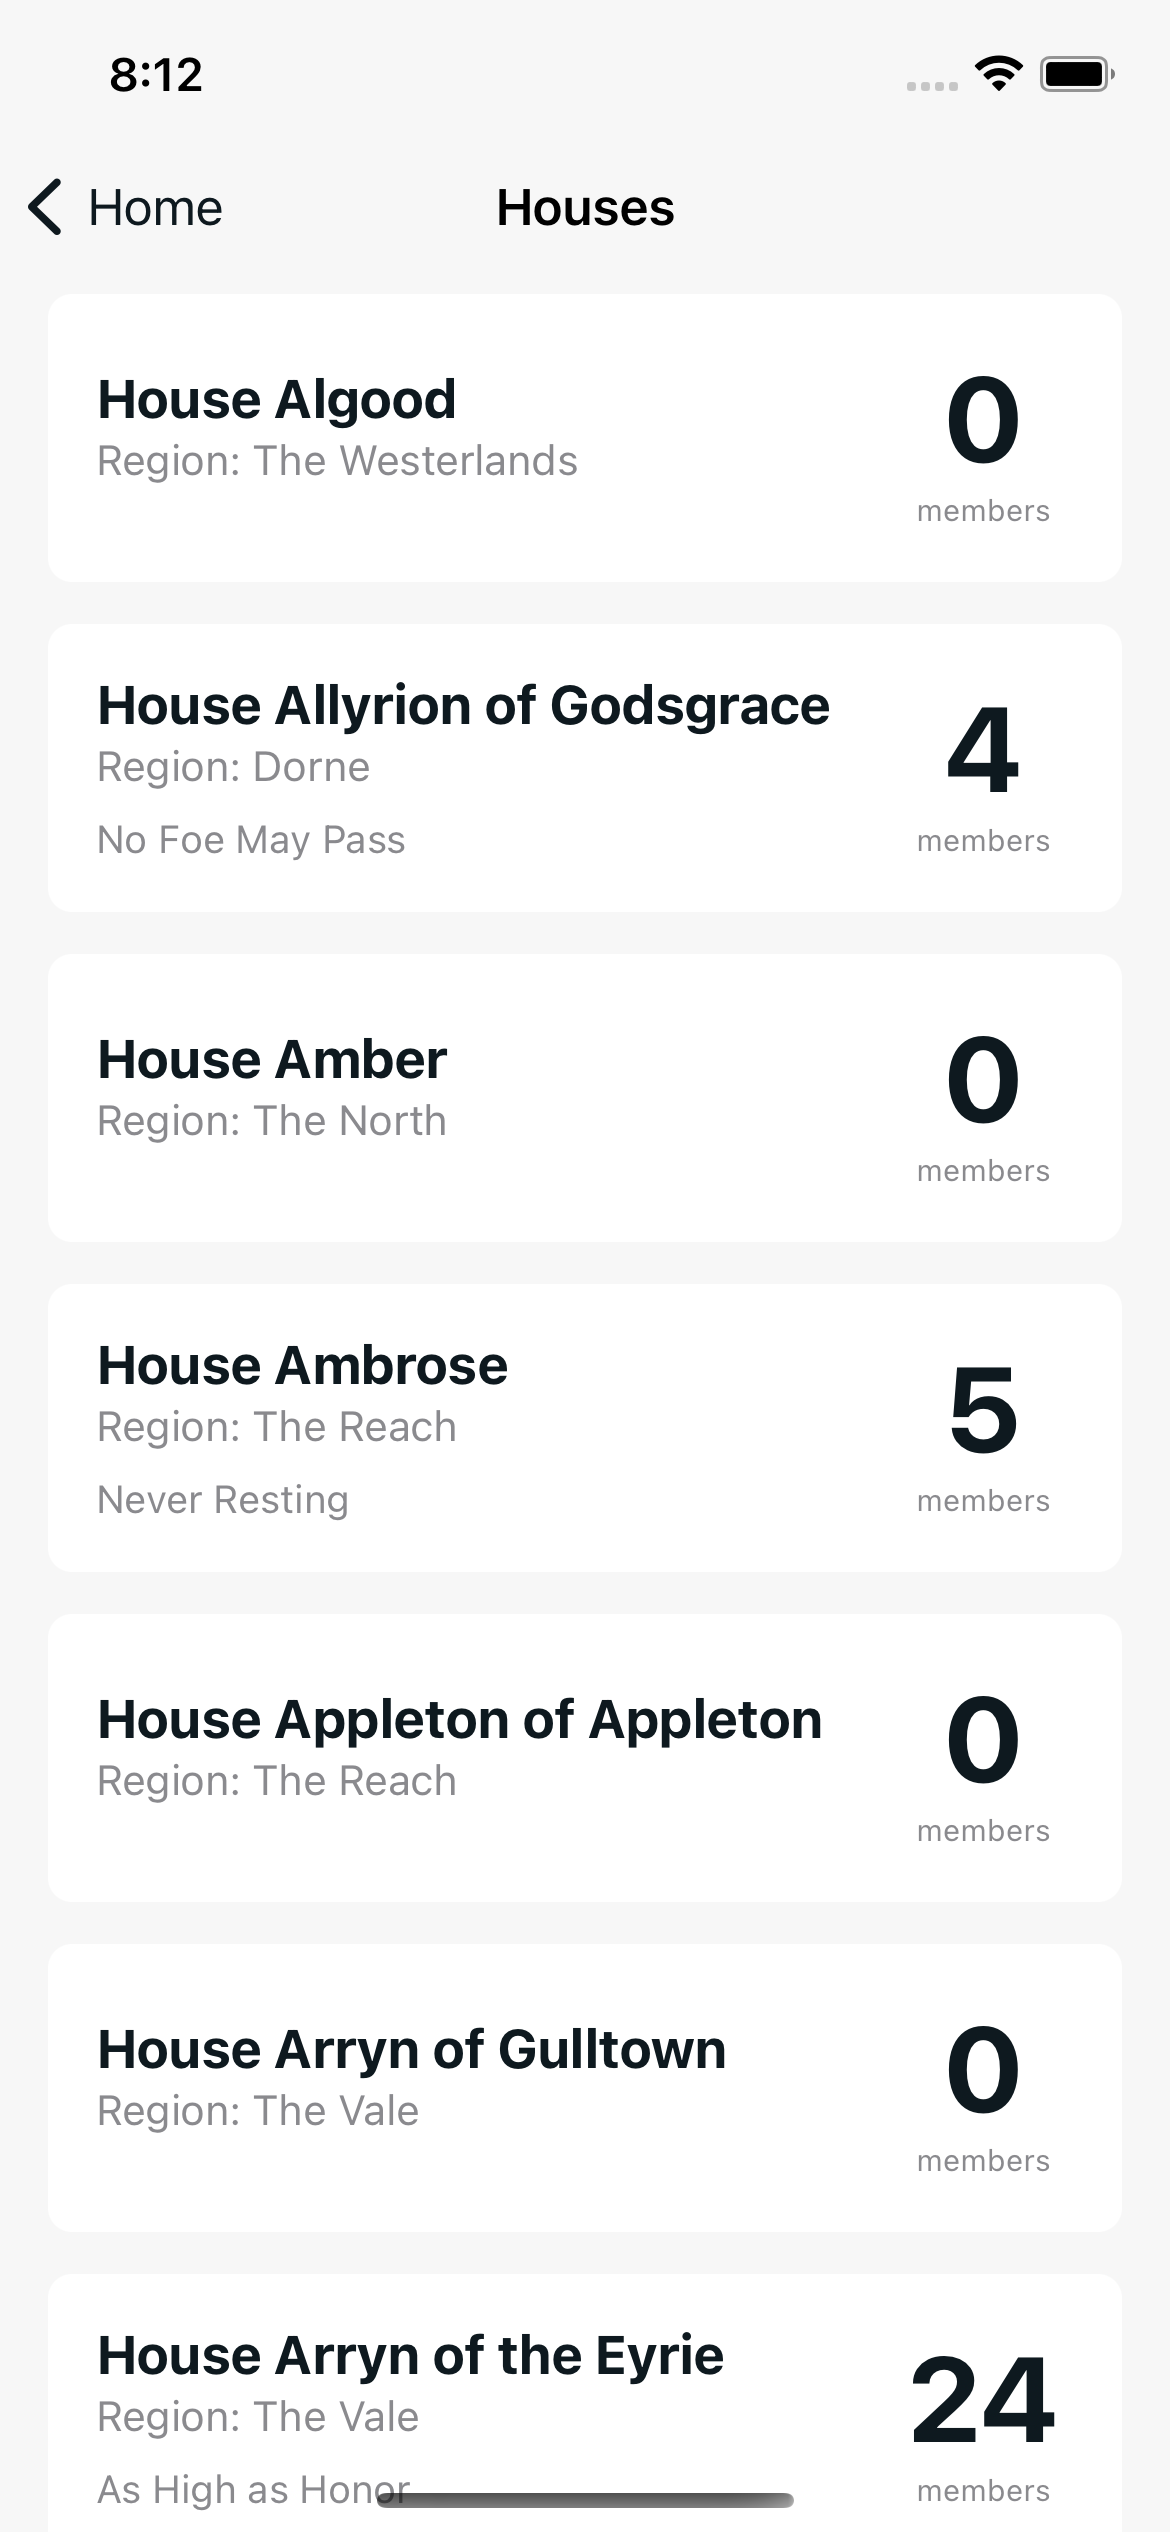 8:12
Home
Houses
House Algood
Region: The Westerlands
0
members
House Allyrion of Godsgrace
Region: Dorne
No Foe May Pass
4
members
House Amber
Region: The North
0
members
House Ambrose
Region: The Reach
Never Resting
5
members
House Appleton of Appleton
Region: The Reach
0
members
House Arryn of Gulltown
Region: The Vale
0
members
House Arryn of the Eyrie
Region: The Vale
As High as Honor
24
members